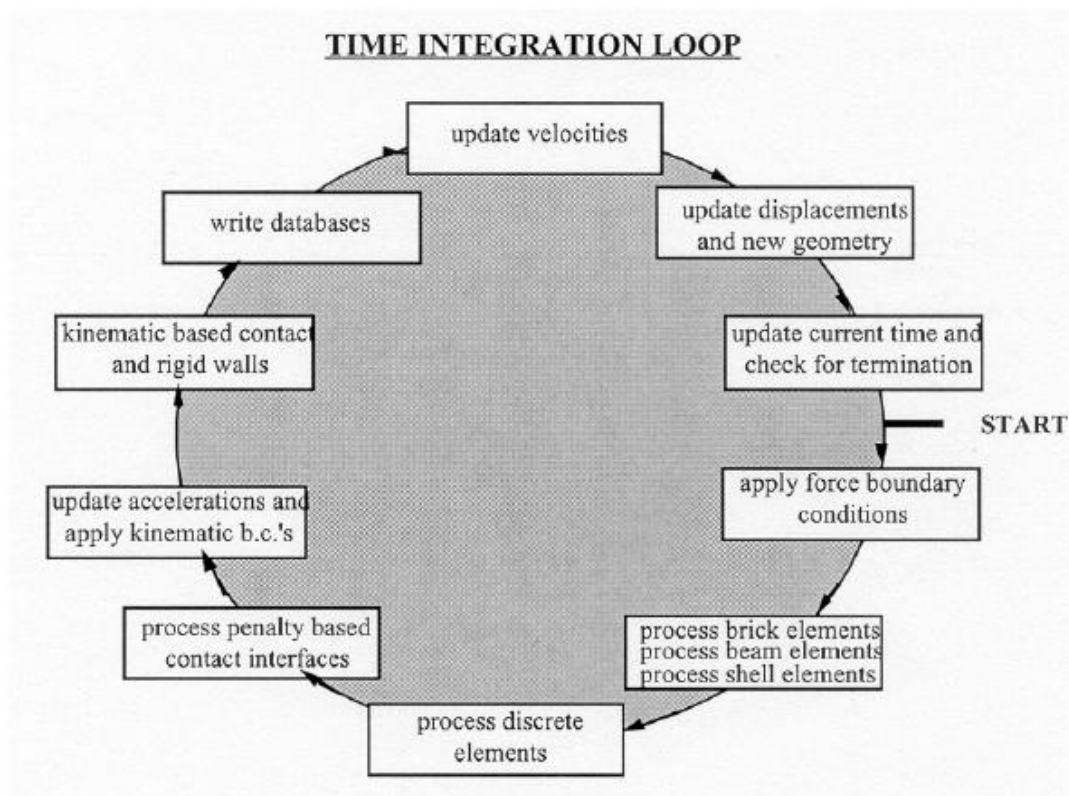 TIME INTEGRATION LOOP
update velocities
update displacements
and new geometry
update current time and
check for termination
START
apply force boundary
conditions
process brick elements
process beam elements
process shell elements
process discrete
elements
process penalty based
contact interfaces
update accelerations and
apply kinematic b.c.'s
kinematic based contact
and rigid walls
write databases